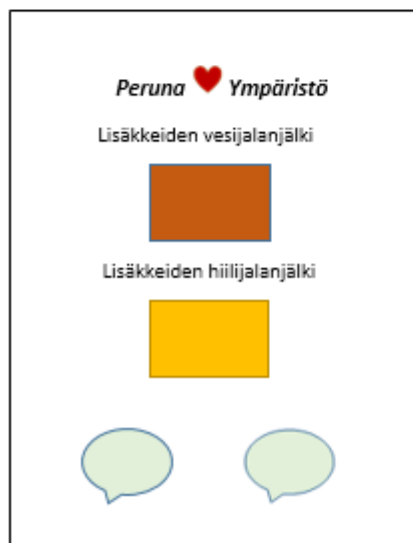 Peruna ❤ Ympäristö
Lisäkkeiden vesijalanjälki
Lisäkkeiden hiilijalanjälki